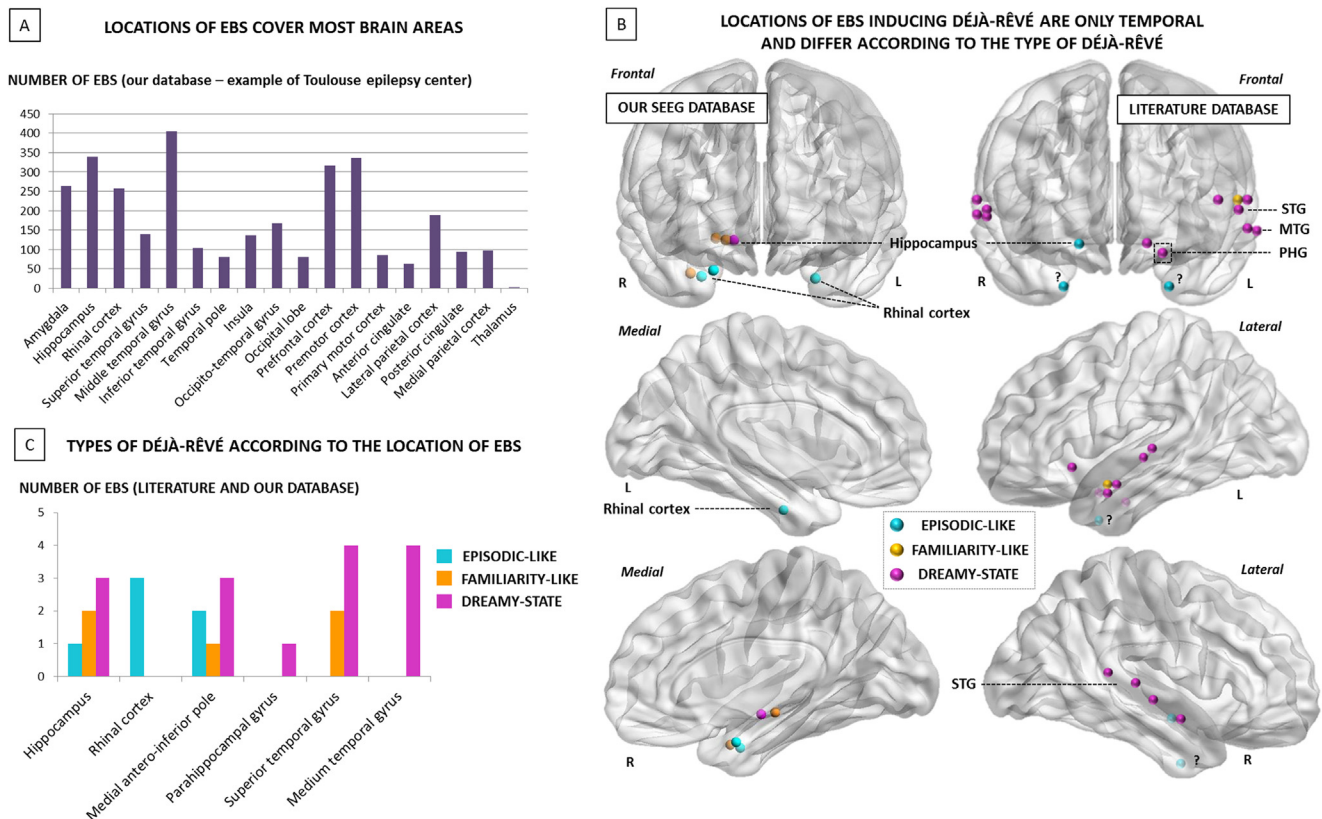 A
LOCATIONS OF EBS COVER MOST BRAIN AREAS
NUMBER OF EBS (our database – example of Toulouse epilepsy center)
450
400
350
300
250
200
150
100
50
0
Amygdala
Hippocampus
Rhinal cortex
Superior temporal gyrus
Middle temporal gyrus
Inferior temporal gyrus
Temporal pole
Insula
Occipito-temporal gyrus
Occipital lobe
Prefrontal cortex
Premotor cortex
Primary motor cortex
Anterior cingulate
Lateral parietal cortex
Posterior cingulate
Medial parietal cortex
Thalamus
B
LOCATIONS OF EBS INDUCING DÉJÀ-RÊVÉ ARE ONLY TEMPORAL
AND DIFFER ACCORDING TO THE TYPE OF DÉJÀ-RÊVÉ
Frontal
OUR SEEG DATABASE
Frontal
LITERATURE DATABASE
STG
MTG
PHG
Hippocampus
R
R
?
?
L
L
Rhinal cortex
Medial
Lateral
L
L
Rhinal cortex
?
EPISODIC-LIKE
FAMILIARITY-LIKE
DREAMY-STATE
Medial
Lateral
STG
R
?
R
C
TYPES OF DÉJÀ-RÊVÉ ACCORDING TO THE LOCATION OF EBS
NUMBER OF EBS (LITERATURE AND OUR DATABASE)
5
4
3
2
1
0
EPISODIC-LIKE
FAMILIARITY-LIKE
DREAMY-STATE
Hippocampus
Rhinal cortex
Medial antero-inferior pole
Parahippocampal gyrus
Superior temporal gyrus
Medium temporal gyrus